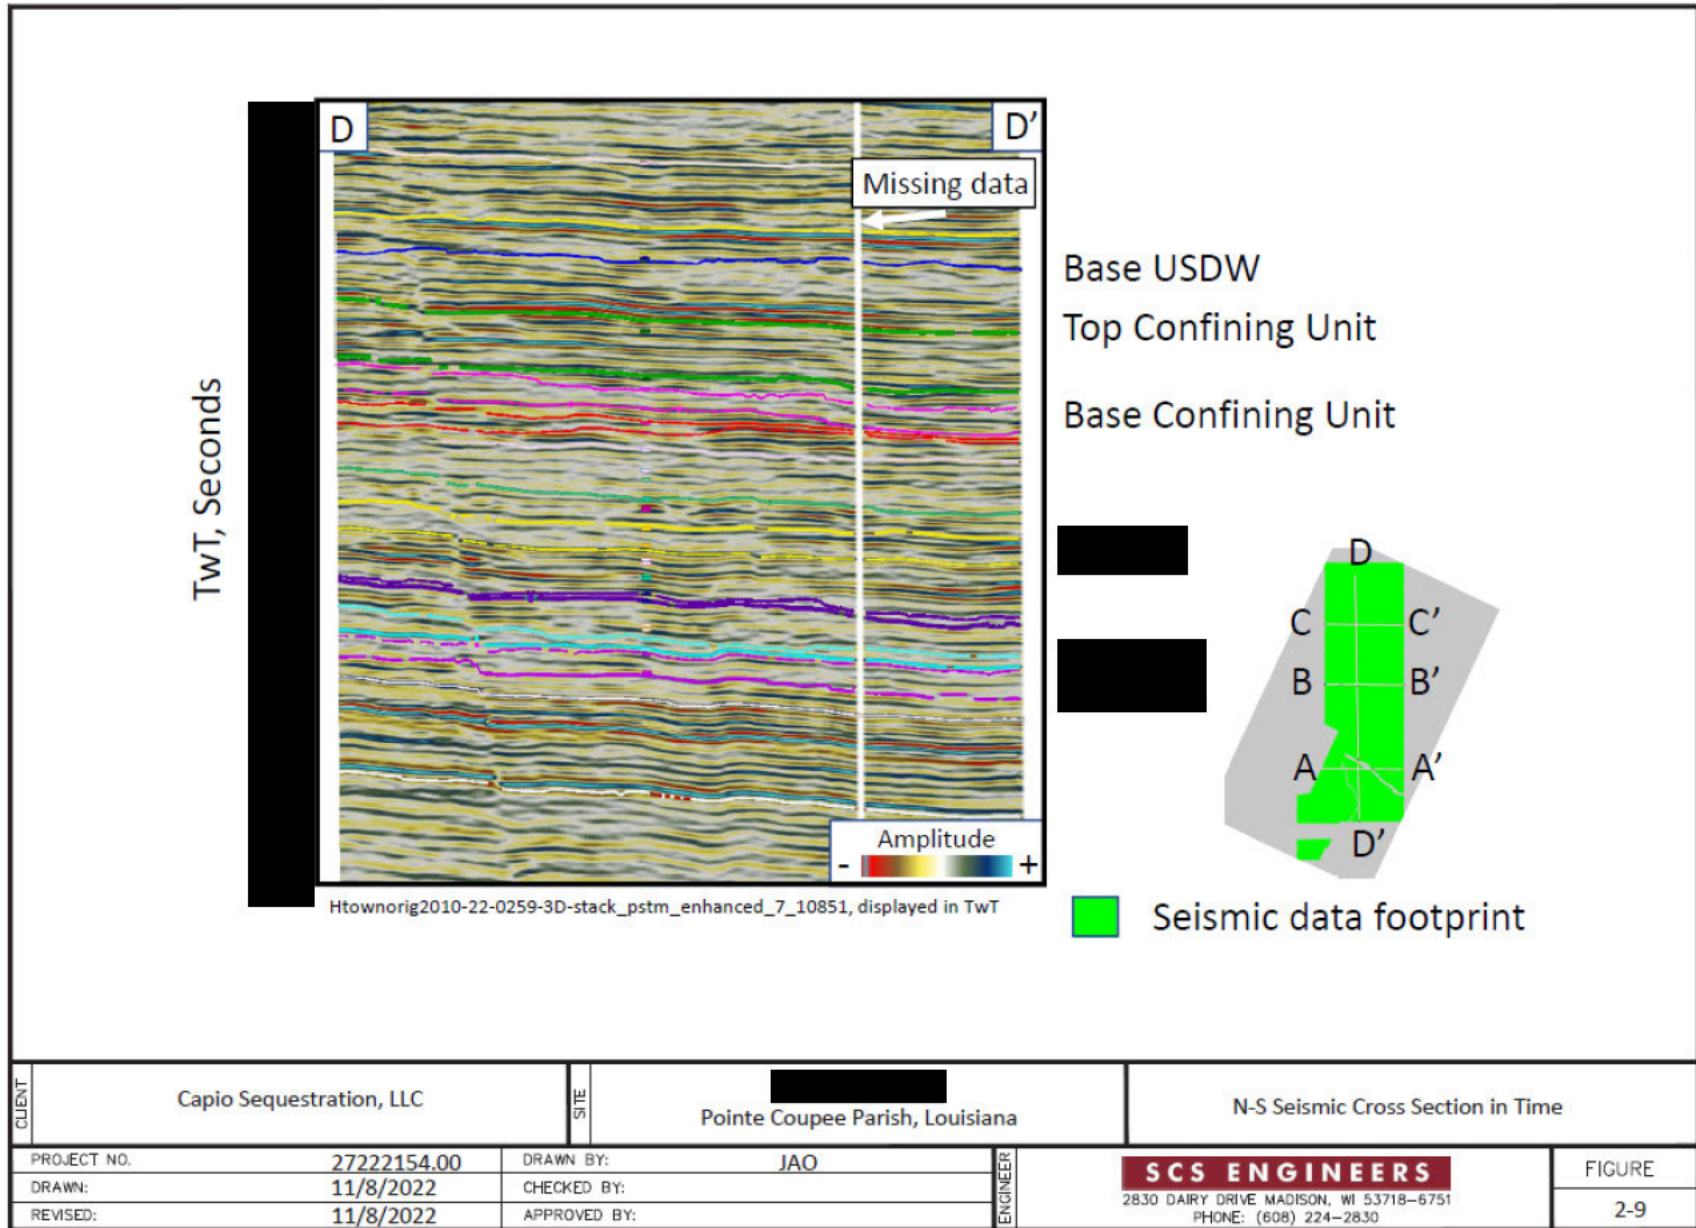 D
D'
Missing data
Base USDW
Top Confining Unit
Base Confining Unit
TwT, Seconds
Amplitude
- +
Htownorig2010-22-0259-3D-stack_pstm_enhanced_7_10851, displayed in TwT
D
C C'
B B'
A A'
D'
Seismic data footprint
CLIENT
Capio Sequestration, LLC
SITE
Pointe Coupee Parish, Louisiana
N-S Seismic Cross Section in Time
PROJECT NO. 27222154.00
DRAWN BY: JAO
DRAWN: 11/8/2022
CHECKED BY:
REVISED: 11/8/2022
APPROVED BY:
ENGINEER
SCS ENGINEERS
2830 DAIRY DRIVE MADISON, WI 53718-6751
PHONE: (608) 224-2830
FIGURE
2-9